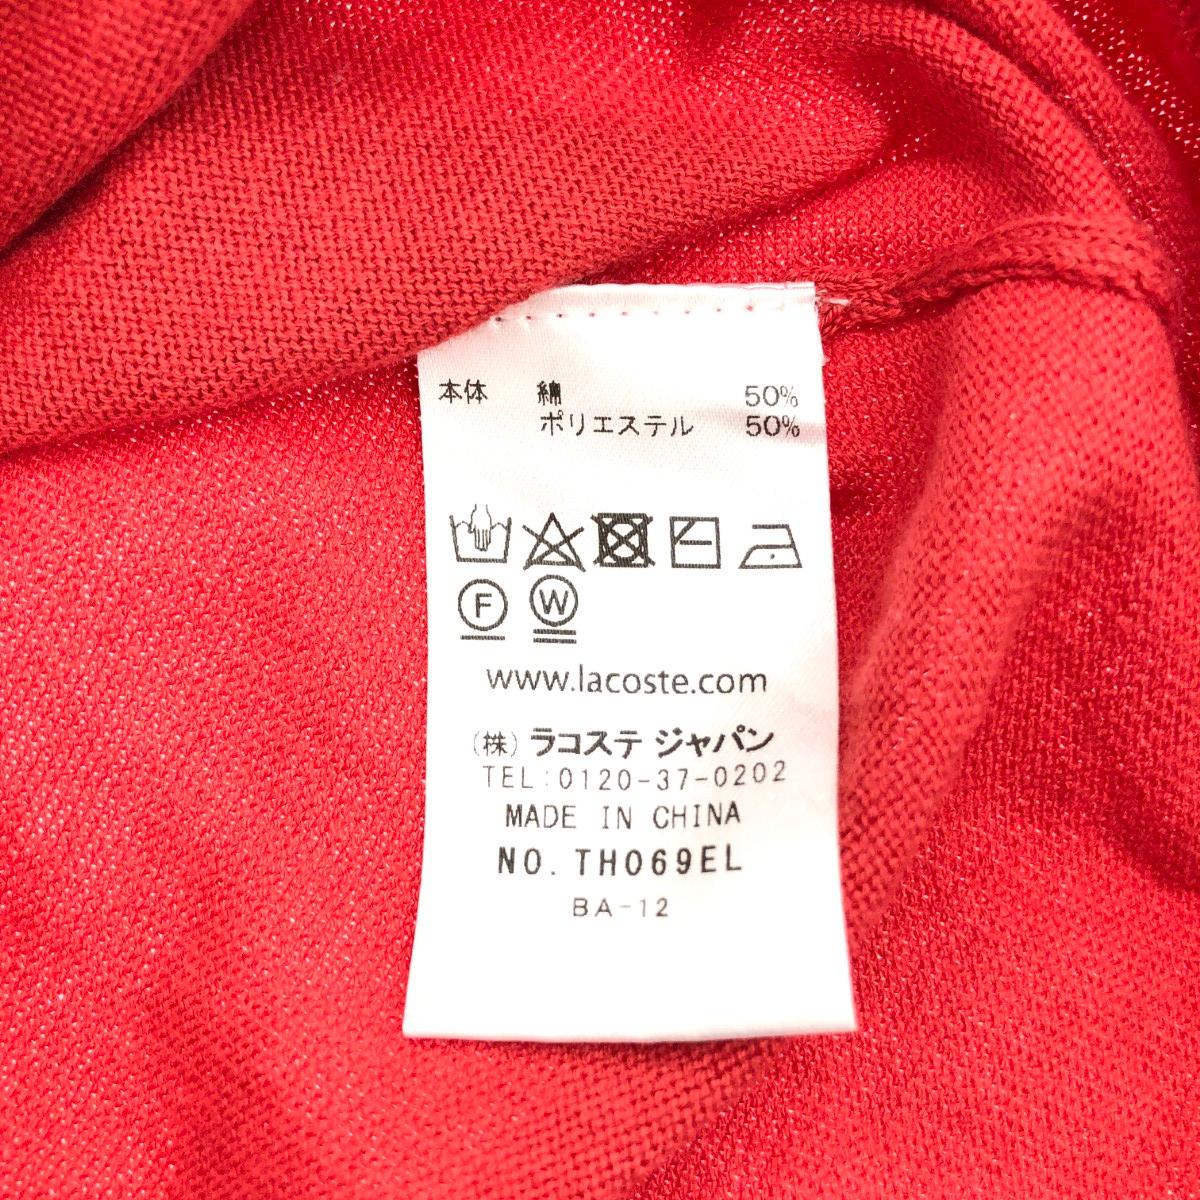 本体 綿 50%
ポリエステル 50%
F W
www.lacoste.com
(株) ラコステ ジャパン
TEL:0120-37-0202
MADE IN CHINA
NO. TH069EL
BA-12